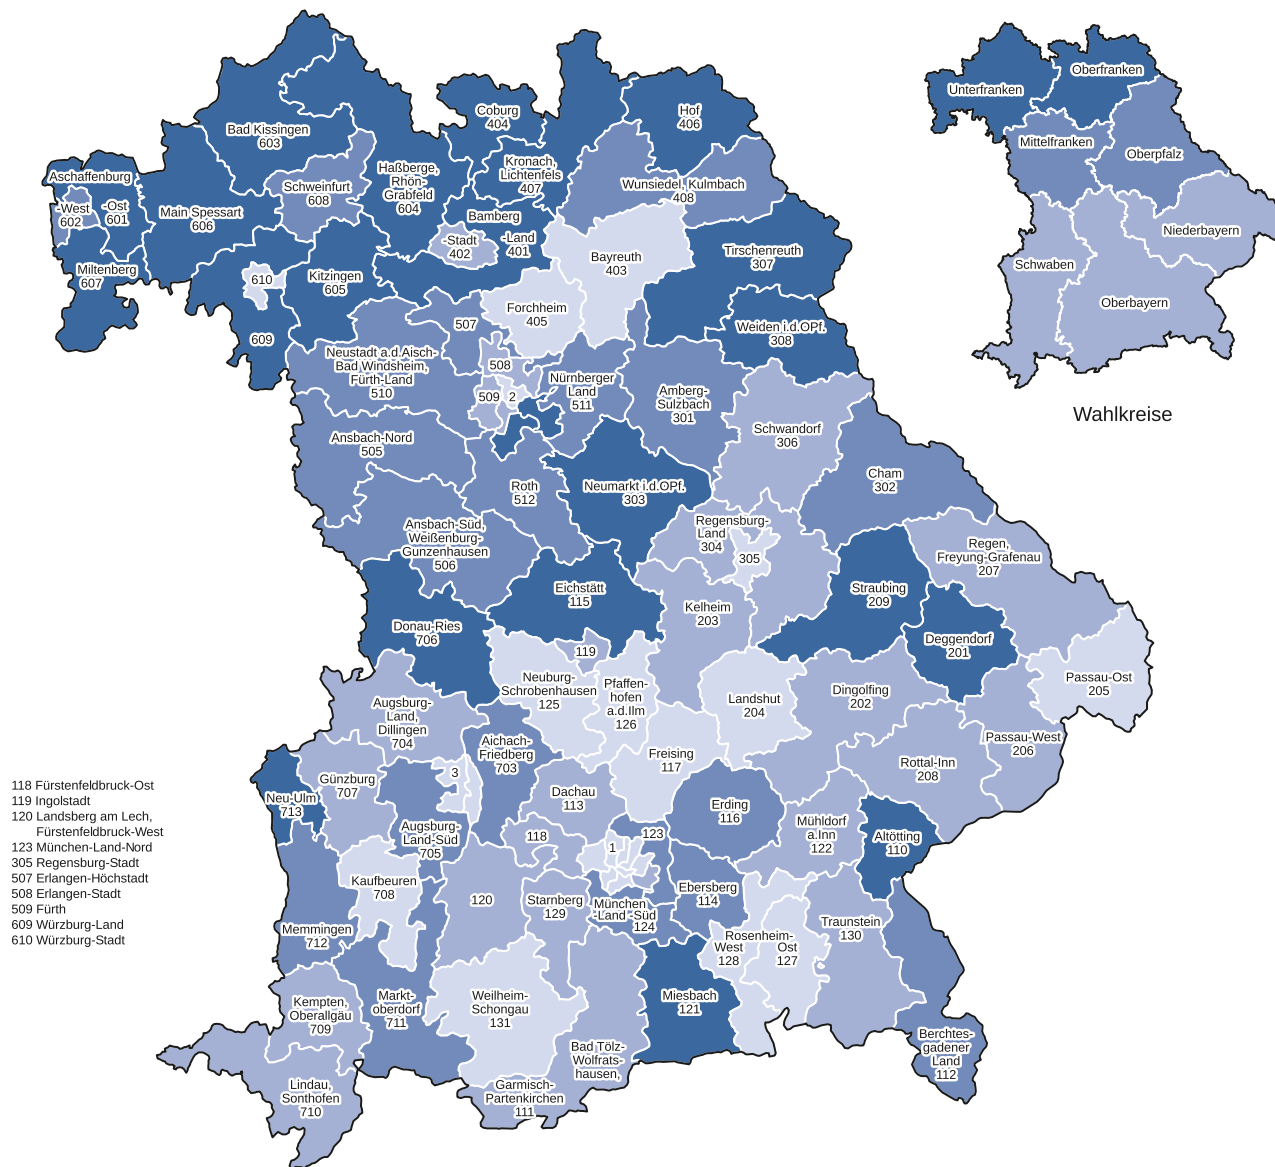 Bad Kissingen
603
Coburg
404
Hof
406
Aschaffenburg
-West
602
-Ost
601
Schweinfurt
608
Haßberge,
Rhön-
Grabfeld
604
Kronach,
Lichtenfels
407
Wunsiedel, Kulmbach
408
Main Spessart
606
Bamberg
-Stadt
402
-Land
401
Miltenberg
607
610
Kitzingen
605
Bayreuth
403
Tirschenreuth
307
609
507
Forchheim
405
Weiden i.d.OPf.
308
Neustadt a.d.Aisch-
Bad Windsheim,
Fürth-Land
510
508
509
2
Nürnberger
Land
511
Amberg-
Sulzbach
301
Schwandorf
306
Ansbach-Nord
505
Roth
512
Neumarkt i.d.OPf.
303
Cham
302
Ansbach-Süd,
Weißenburg-
Gunzenhausen
506
Regensburg-
Land
304
305
Regen,
Freyung-Grafenau
207
Eichstätt
115
Kelheim
203
Straubing
209
Donau-Ries
706
119
Deggendorf
201
Neuburg-
Schrobenhausen
125
Pfaffen-
hofen
a.d.Ilm
126
Landshut
204
Dingolfing
202
Passau-Ost
205
Augsburg-
Land,
Dillingen
704
Aichach-
Friedberg
703
Freising
117
Passau-West
206
Rottal-Inn
208
Günzburg
707
3
Neu-Ulm
713
Dachau
113
Erding
116
Augsburg-
Land-Süd
705
118
1
123
Mühldorf
a.Inn
122
Altötting
110
Kaufbeuren
708
120
Starnberg
129
München
-Land -Süd
124
Ebersberg
114
Memmingen
712
Rosenheim-
West
128
Ost
127
Traunstein
130
Kempten,
Oberallgäu
709
Markt-
oberdorf
711
Weilheim-
Schongau
131
Miesbach
121
Bad Tölz-
Wolfrats-
hausen,
Garmisch-
Partenkirchen
111
Berchtes-
gadener
Land
112
Lindau,
Sonthofen
710
118 Fürstenfeldbruck-Ost
119 Ingolstadt
120 Landsberg am Lech,
Fürstenfeldbruck-West
123 München-Land-Nord
305 Regensburg-Stadt
507 Erlangen-Höchstadt
508 Erlangen-Stadt
509 Fürth
609 Würzburg-Land
610 Würzburg-Stadt
Unterfranken
Oberfranken
Mittelfranken
Oberpfalz
Niederbayern
Schwaben
Oberbayern
Wahlkreise